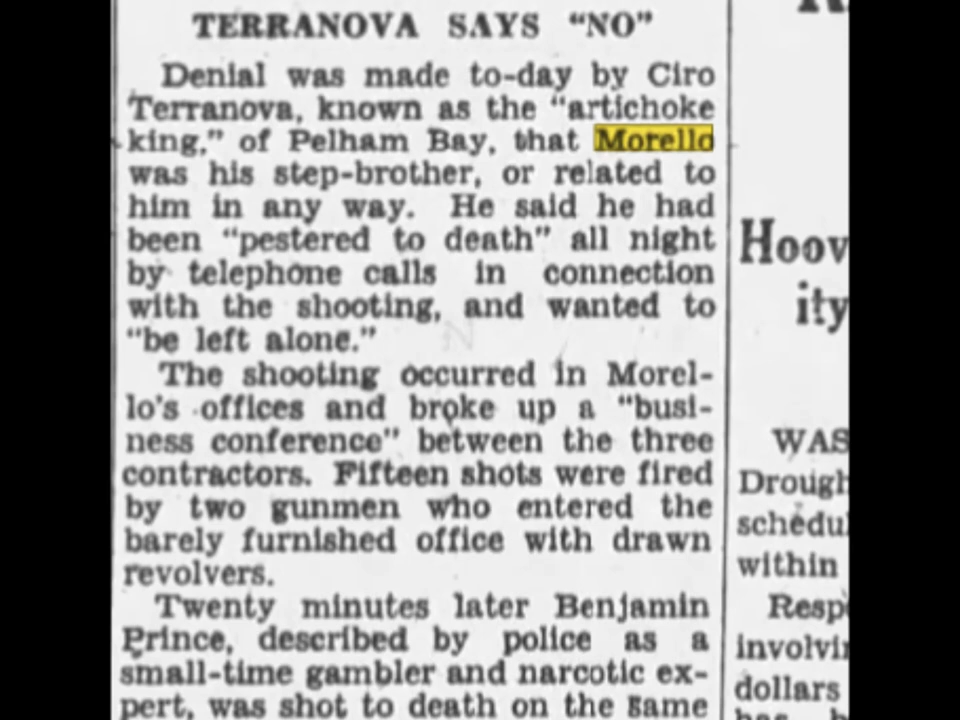 TERRANOVA SAYS "NO"
Denial was made to-day by Ciro
Terranova, known as the "artichoke
king," of Pelham Bay, that Morello
was his step-brother, or related to
him in any way. He said he had
been "pestered to death" all night
by telephone calls in connection
with the shooting, and wanted to
"be left alone."
The shooting occurred in Morel-
lo's offices and broke up a "busi-
ness conference" between the three
contractors. Fifteen shots were fired
by two gunmen who entered the
barely furnished office with drawn
revolvers.
Twenty minutes later Benjamin
Prince, described by police as a
small-time gambler and narcotic ex-
pert, was shot to death on the same
Hoov
ity
WAS
Drough
schedul
within
Resp
involvi
dollars